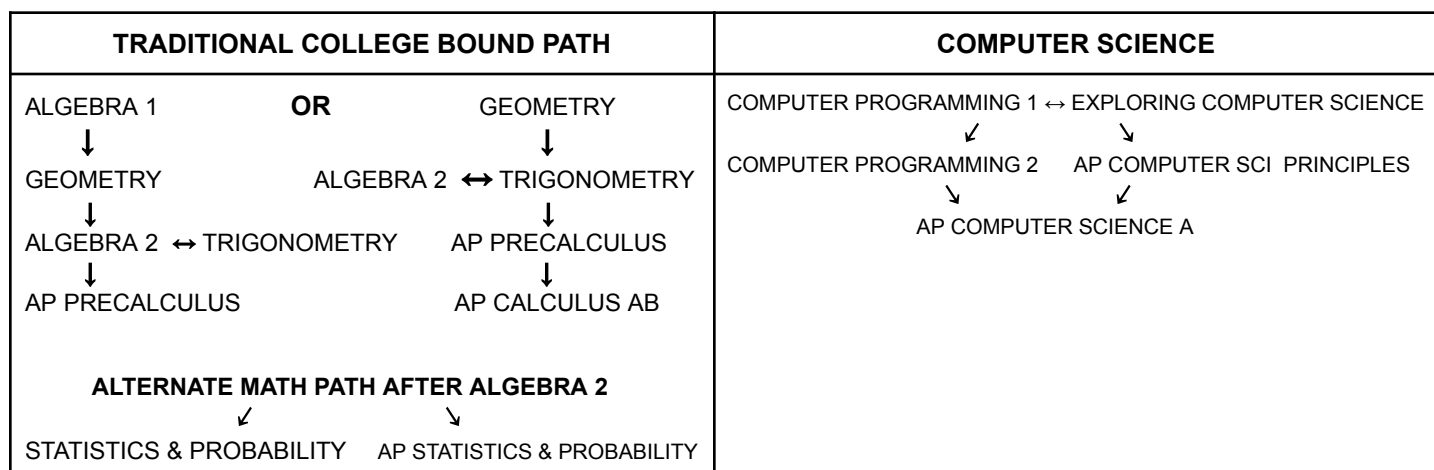 TRADITIONAL COLLEGE BOUND PATH
ALGEBRA 1 OR GEOMETRY
↓ ↓
GEOMETRY ALGEBRA 2 ↔ TRIGONOMETRY
↓ ↓
ALGEBRA 2 ↔ TRIGONOMETRY AP PRECALCULUS
↓ ↓
AP PRECALCULUS AP CALCULUS AB
ALTERNATE MATH PATH AFTER ALGEBRA 2
↙ ↘
STATISTICS & PROBABILITY AP STATISTICS & PROBABILITY
COMPUTER SCIENCE
COMPUTER PROGRAMMING 1 ↔ EXPLORING COMPUTER SCIENCE
↙ ↘
COMPUTER PROGRAMMING 2 AP COMPUTER SCI PRINCIPLES
↘ ↙
AP COMPUTER SCIENCE A